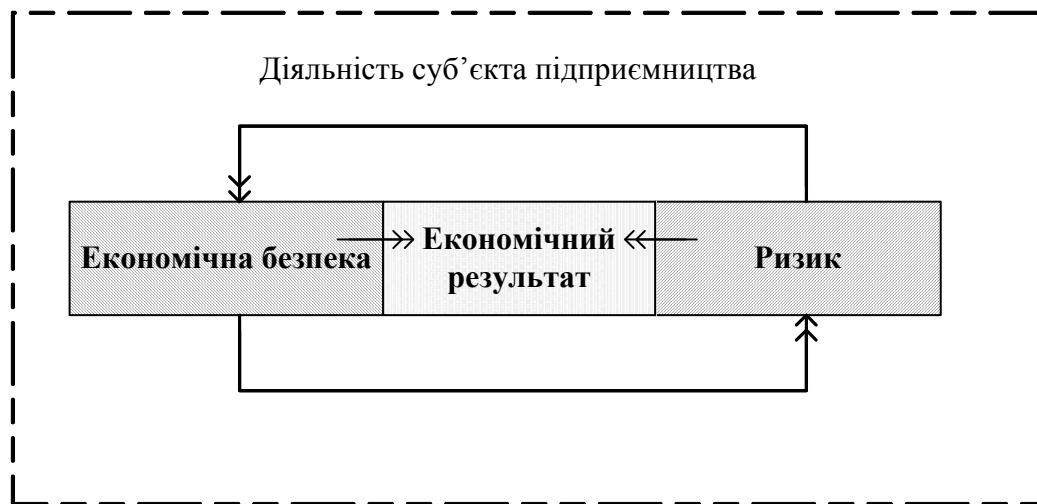 Діяльність суб’єкта підприємництва
Економічна безпека
Економічний
результат
Ризик